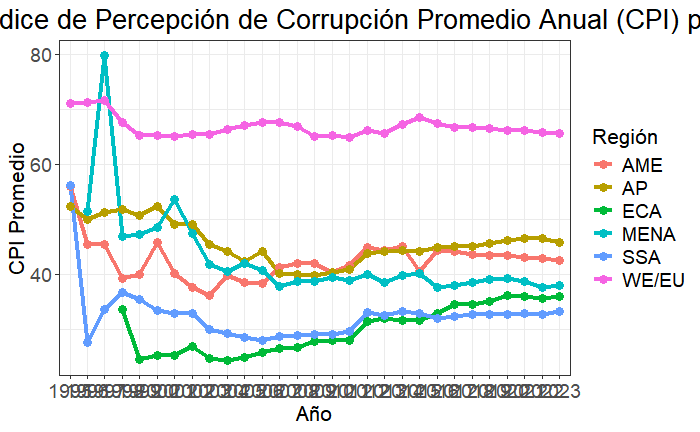 dice de Percepción de Corrupción Promedio Anual (CPI) p
80
60
40
CPI Promedio
Año
Región
AME
AP
ECA
MENA
SSA
WE/EU